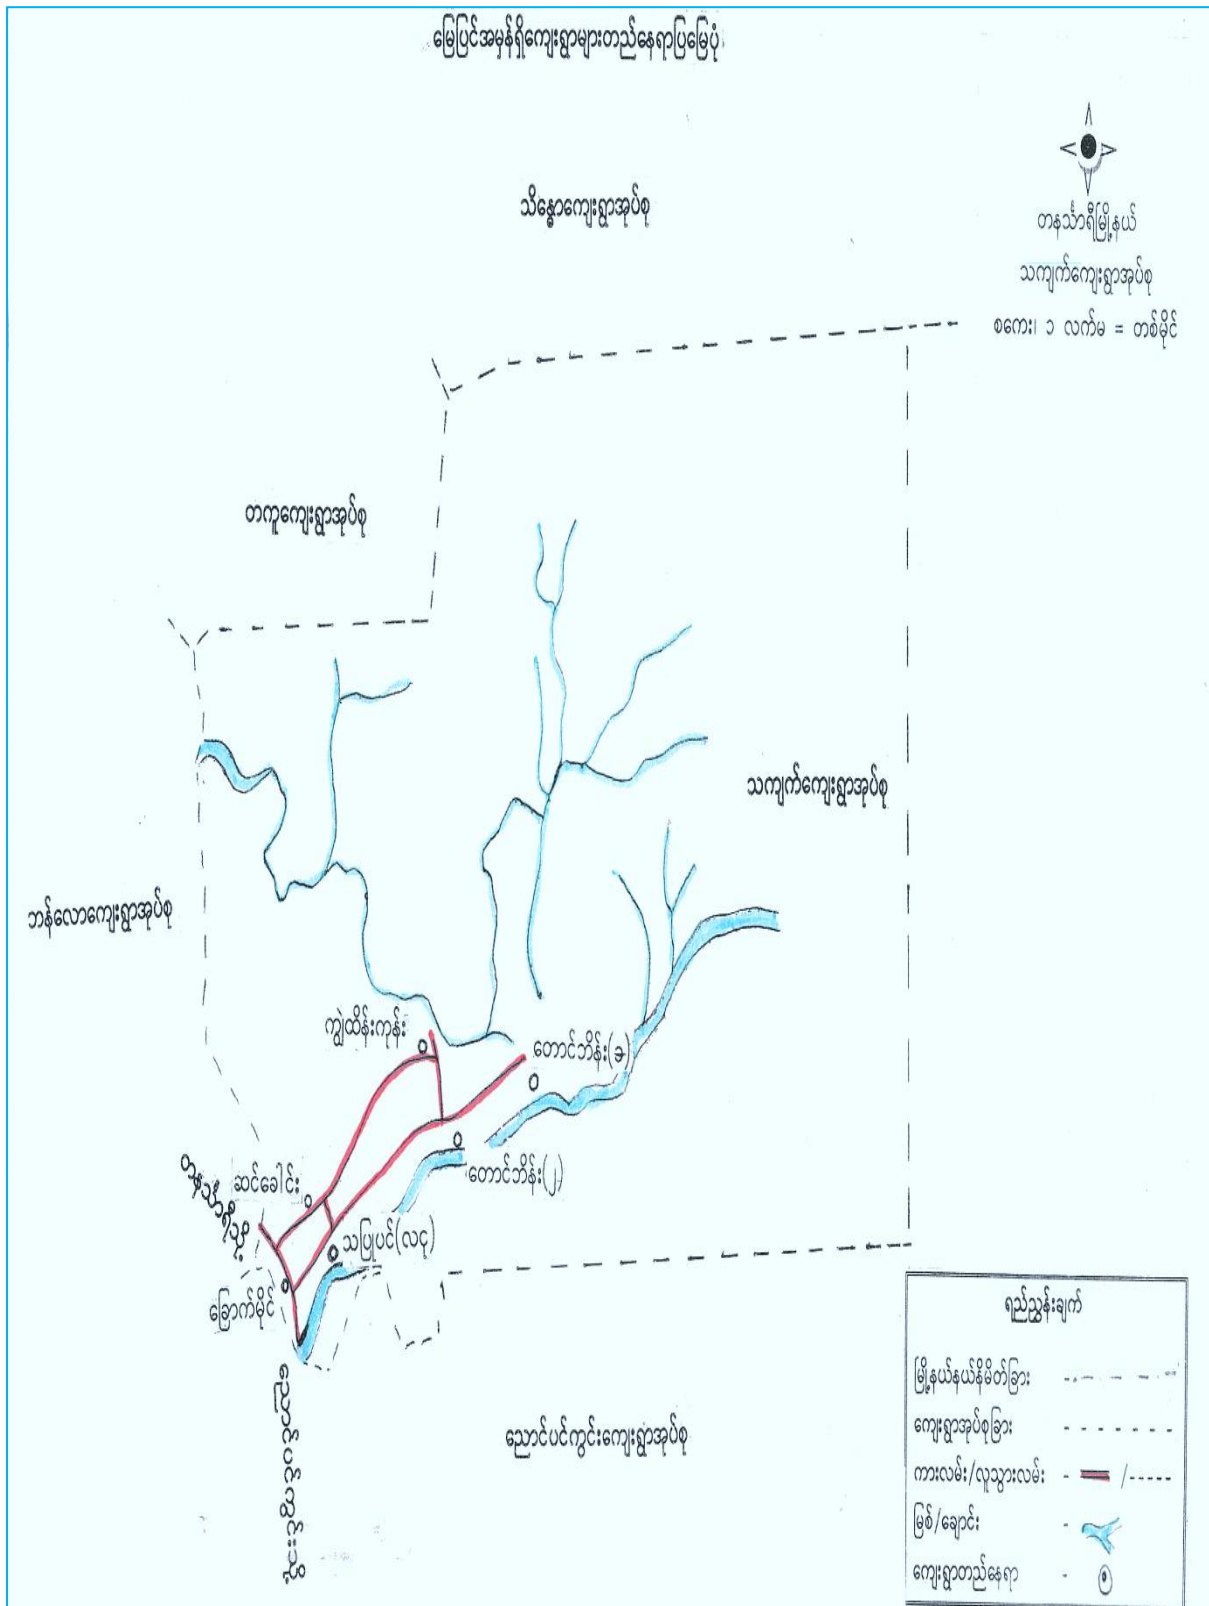 မြေပြင်အမှန်ရှိကျေးရွာများတည်နေရာပြမြေပုံ
သိန္ဓောကျေးရွာအုပ်စု
တနင်္သာရီမြို့နယ်
သကျက်ကျေးရွာအုပ်စု
စကေး၊ ၁ လက်မ = တစ်မိုင်
တကူကျေးရွာအုပ်စု
သကျက်ကျေးရွာအုပ်စု
ဘန်လောကျေးရွာအုပ်စု
ကျွဲထိန်းကုန်း
တောင်ဘိန်း(ခ)
တောင်ဘိန်း(၂)
ဆင်ခေါင်း
သပြုပင်(လငု)
ခြောက်မိုင်
ညောင်ပင်ကွင်းကျေးရွာအုပ်စု
ရည်ညွှန်းချက်
မြို့နယ်နယ်နိမိတ်ခြား -
ကျေးရွာအုပ်စုခြား -
ကားလမ်း/လူသွားလမ်း - /
မြစ်/ချောင်း -
ကျေးရွာတည်နေရာ -